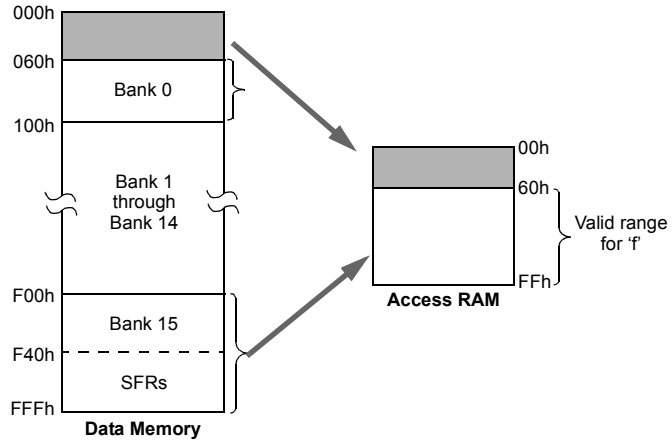 000h
060h
Bank 0
100h
Bank 1
through
Bank 14
F00h
Bank 15
F40h
SFRs
FFFh
Data Memory
00h
60h
Valid range
for ‘f’
FFh
Access RAM